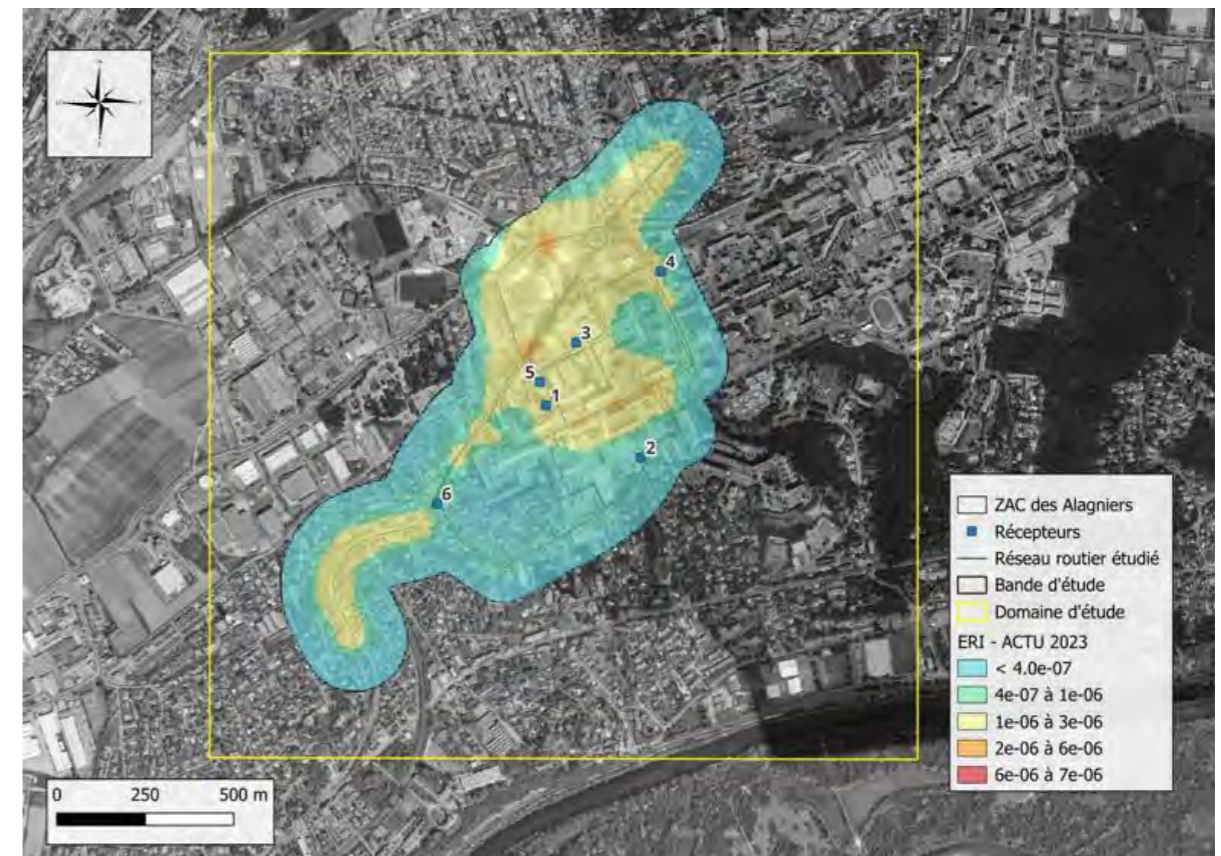 4
3
5
1
2
6
ZAC des Alagniers
Récepteurs
Réseau routier étudié
Bande d'étude
Domaine d'étude
ERI - ACTU 2023
< 4.0e-07
4e-07 à 1e-06
1e-06 à 3e-06
2e-06 à 6e-06
6e-06 à 7e-06
0 250 500 m